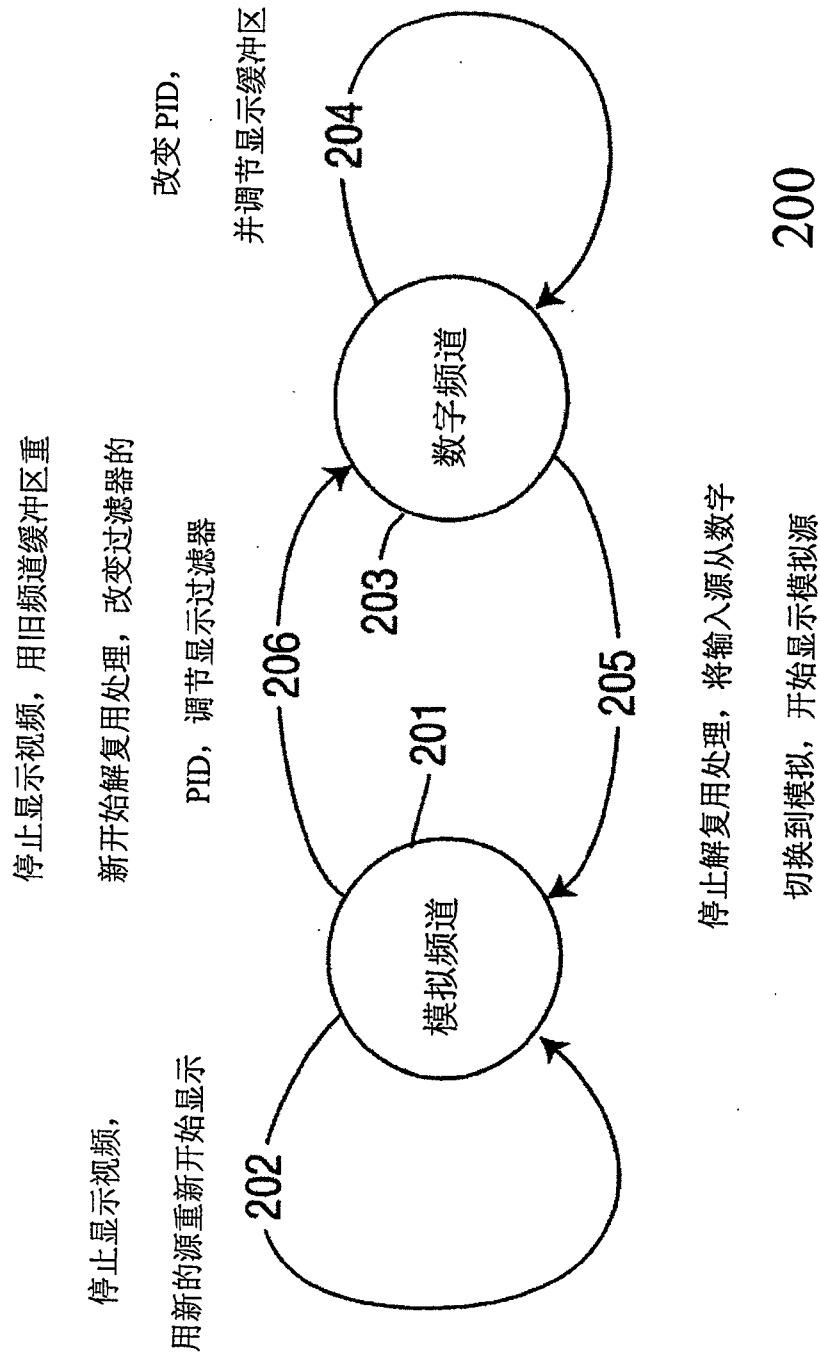 停止显示视频，用旧频道缓冲区重
新开始解复用处理，改变过滤器的
PID，调节显示过滤器
停止显示视频，
用新的源重新开始显示
改变 PID，
并调节显示缓冲区
202
206
204
201
203
模拟频道
数字频道
205
停止解复用处理，将输入源从数字
切换到模拟，开始显示模拟源
200